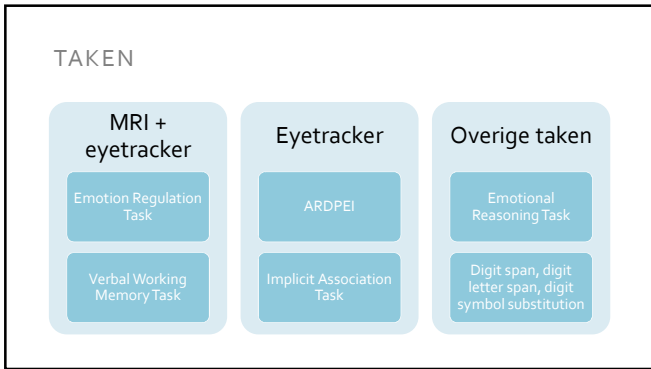 TAKEN
MRI +
eyetracker
Emotion Regulation
Task
Verbal Working
Memory Task
Eyetracker
ARDPEI
Implicit Association
Task
Overige taken
Emotional
Reasoning Task
Digit span, digit
letter span, digit
symbol substitution